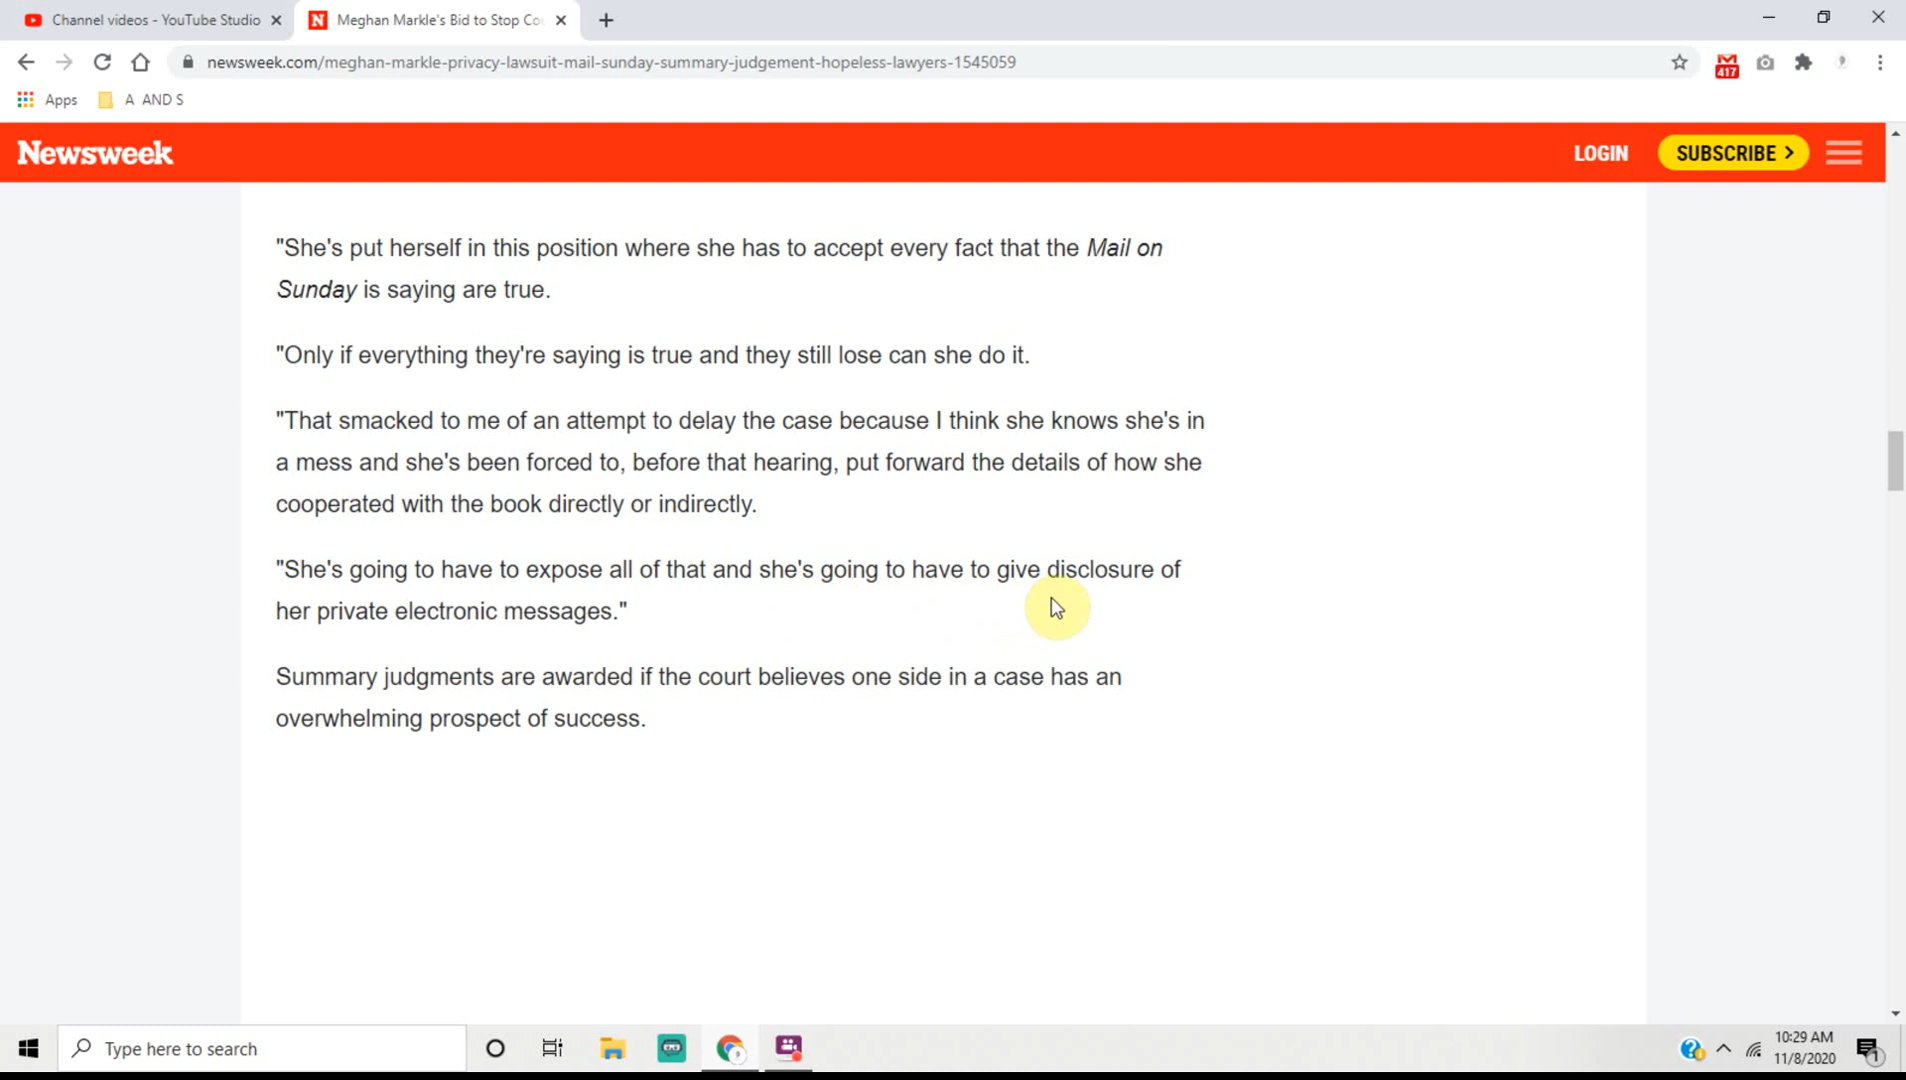 Channel videos - YouTube Studio
Meghan Markle's Bid to Stop Co
newsweek.com/meghan-markle-privacy-lawsuit-mail-sunday-summary-judgement-hopeless-lawyers-1545059
417
Apps
A AND S
Newsweek
LOGIN
SUBSCRIBE >
"She's put herself in this position where she has to accept every fact that the Mail on
Sunday is saying are true.
"Only if everything they're saying is true and they still lose can she do it.
"That smacked to me of an attempt to delay the case because I think she knows she's in
a mess and she's been forced to, before that hearing, put forward the details of how she
cooperated with the book directly or indirectly.
"She's going to have to expose all of that and she's going to have to give disclosure of
her private electronic messages."
Summary judgments are awarded if the court believes one side in a case has an
overwhelming prospect of success.
Type here to search
10:29 AM
11/8/2020
1